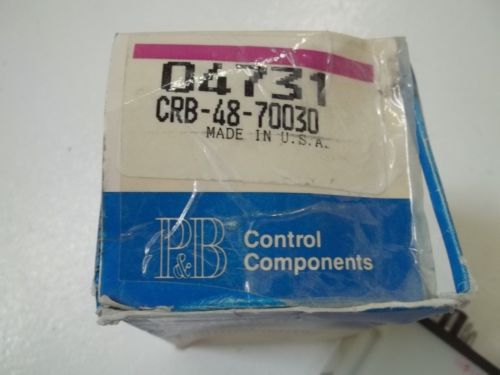 04731
CRB-48-70030
MADE IN U.S.A.
P&B
Control
Components